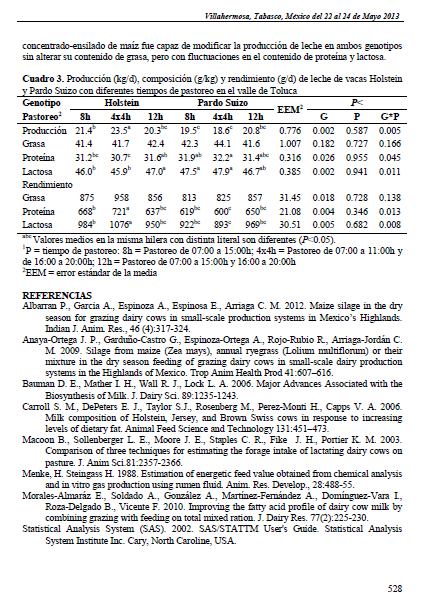 Villahermosa, Tabasco, México del 22 al 24 de Mayo 2013
concentrado-ensilado de maíz fue capaz de modificar la producción de leche en ambos genotipos
sin alterar su contenido de grasa, pero con fluctuaciones en el contenido de proteína y lactosa.
Cuadro 3. Producción (kg/d), composición (g/kg) y rendimiento (g/d) de leche de vacas Holstein
y Pardo Suizo con diferentes tiempos de pastoreo en el valle de Toluca
Genotipo Holstein Pardo Suizo EEM² P<
Pastoreo² 8h 4x4h 12h 8h 4x4h 12h G P G*P
Producción 21.4ᵇ 23.5ᵃ 20.3ᵇᶜ 19.5ᶜ 18.6ᶜ 20.8ᵇᶜ 0.776 0.002 0.587 0.005
Grasa 41.4 41.7 42.4 42.3 44.1 41.6 1.007 0.182 0.727 0.166
Proteína 31.2ᵇᶜ 30.7ᶜ 31.6ᵃᵇ 31.9ᵃᵇ 32.2ᵃ 31.4ᵃᵇᶜ 0.316 0.026 0.955 0.045
Lactosa 46.0ᵇ 45.9ᵇ 47.0ᵃ 47.5ᵃ 47.9ᵃ 46.7ᵃᵇ 0.385 0.002 0.941 0.011
Rendimiento
Grasa 875 958 856 813 825 857 31.45 0.018 0.728 0.138
Proteína 668ᵇ 721ᵃ 637ᵇᶜ 619ᵇᶜ 600ᶜ 650ᵇᶜ 21.08 0.004 0.346 0.013
Lactosa 984ᵇ 1076ᵃ 950ᵇᶜ 922ᵇᶜ 893ᶜ 969ᵇᶜ 30.51 0.005 0.682 0.008
ᵃᵇᶜ Valores medios en la misma hilera con distinta literal son diferentes (P<0.05).
¹P = tiempo de pastoreo: 8h = Pastoreo de 07:00 a 15:00h; 4x4h = Pastoreo de 07:00 a 11:00h y
de 16:00 a 20:00h; 12h = Pastoreo de 07:00 a 15:00h y 16:00 a 20:00h
²EEM = error estándar de la media
REFERENCIAS
Albarran P., García A., Espinoza A., Espinosa E., Arriaga C. M. 2012. Maize silage in the dry
season for grazing dairy cows in small-scale production systems in Mexico's Highlands.
Indian J. Anim. Res., 46 (4):317-324.
Anaya-Ortega J. P., Garduño-Castro G., Espinoza-Ortega A., Rojo-Rubio R., Arriaga-Jordán C.
M. 2009. Silage from maize (Zea mays), annual ryegrass (Lolium multiflorum) or their
mixture in the dry season feeding of grazing dairy cows in small-scale dairy production
systems in the Highlands of Mexico. Trop Anim Health Prod 41:607–616.
Bauman D. E., Mather I. H., Wall R. J., Lock L. A. 2006. Major Advances Associated with the
Biosynthesis of Milk. J. Dairy Sci. 89:1235-1243.
Carroll S. M., DePeters E. J., Taylor S.J., Rosenberg M., Perez-Monti H., Capps V. A. 2006.
Milk composition of Holstein, Jersey, and Brown Swiss cows in response to increasing
levels of dietary fat. Animal Feed Science and Technology 131:451–473.
Macoon B., Sollenberger L. E., Moore J. E., Staples C. R., Fike J. H., Portier K. M. 2003.
Comparison of three techniques for estimating the forage intake of lactating dairy cows on
pasture. J. Anim Sci.81:2357-2366.
Menke, H. Steingass H. 1988. Estimation of energetic feed value obtained from chemical analysis
and in vitro gas production using rumen fluid. Anim. Res. Develop., 28:488-55.
Morales-Almaráz E., Soldado A., González A., Martínez-Fernández A., Domínguez-Vara I.,
Roza-Delgado B., Vicente F. 2010. Improving the fatty acid profile of dairy cow milk by
combining grazing with feeding on total mixed ration. J. Dairy Res. 77(2):225-230.
Statistical Analysis System (SAS). 2002. SAS/STATTM User's Guide. Statistical Analysis
System Institute Inc. Cary, North Caroline, USA.
528